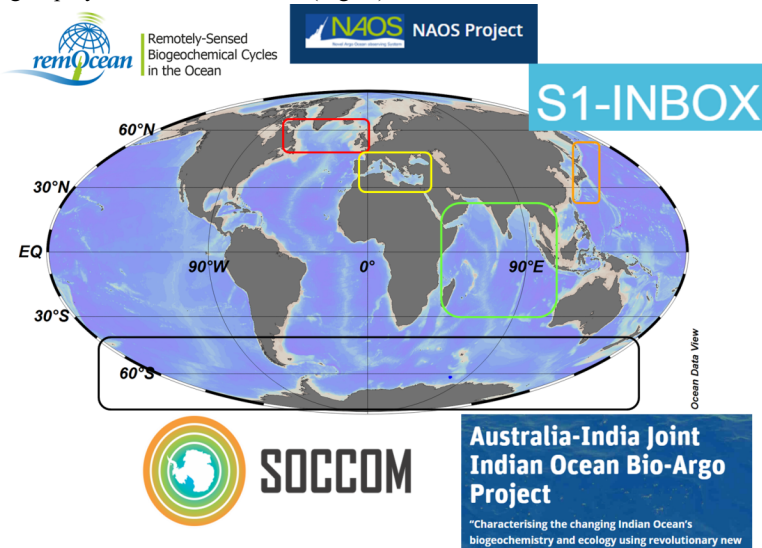 remOcean
Remotely-Sensed
Biogeochemical Cycles
in the Ocean
NAOS
NAOS Project
S1-INBOX
60°N
30°N
EQ
90°W
0°
90°E
30°S
60°S
Ocean Data View
SOCCOM
Australia-India Joint
Indian Ocean Bio-Argo
Project
"Characterising the changing Indian Ocean's
biogeochemistry and ecology using revolutionary new